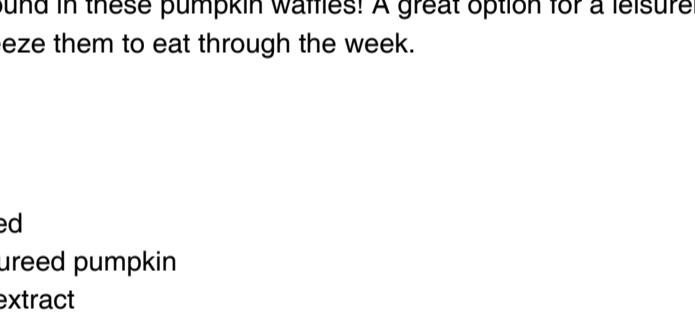 ound in these pumpkin waffles! A great option for a leisure
eze them to eat through the week.
ed
ureed pumpkin
extract